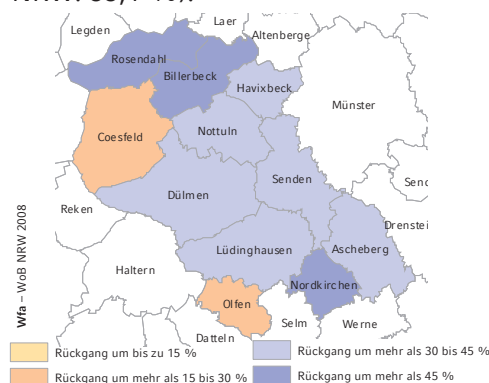 Legden
Laer
Altenberge
Rosendahl
Billerbeck
Havixbeck
Münster
Coesfeld
Nottuln
Senden
Dülmen
Reken
Drenstei
Ascheberg
Lüdinghausen
Haltern
Nordkirchen
Olfen
Selm
Werne
Datteln
Wfa – WoB NRW 2008
Rückgang um bis zu 15 %
Rückgang um mehr als 30 bis 45 %
Rückgang um mehr als 15 bis 30 %
Rückgang um mehr als 45 %